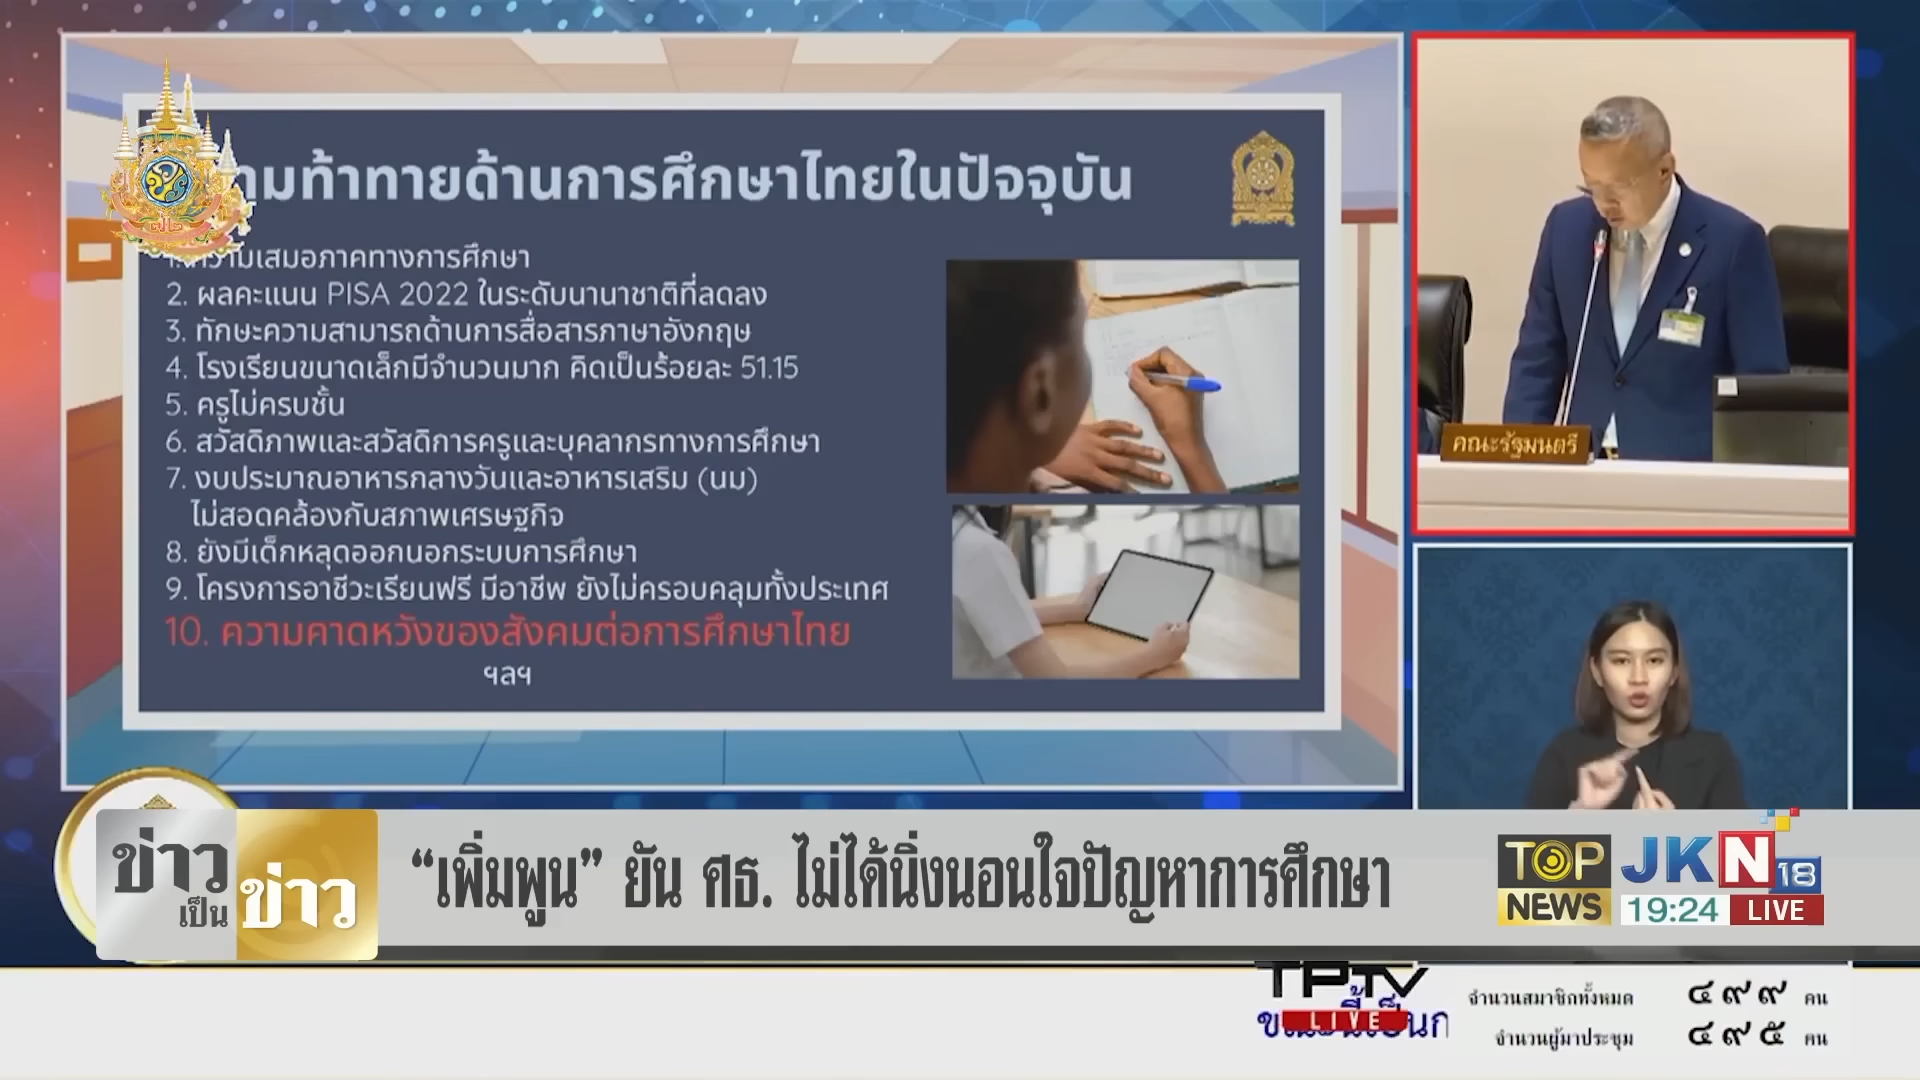 ามท้าทายด้านการศึกษาไทยในปัจจุบัน
1. ความเสมอภาคทางการศึกษา
2. ผลคะแนน PISA 2022 ในระดับนานาชาติที่ลดลง
3. ทักษะความสามารถด้านการสื่อสารภาษาอังกฤษ
4. โรงเรียนขนาดเล็กมีจำนวนมาก คิดเป็นร้อยละ 51.15
5. ครูไม่ครบชั้น
6. สวัสดิภาพและสวัสดิการครูและบุคลากรทางการศึกษา
7. งบประมาณอาหารกลางวันและอาหารเสริม (นม)
ไม่สอดคล้องกับสภาพเศรษฐกิจ
8. ยังมีเด็กหลุดออกนอกระบบการศึกษา
9. โครงการอาชีวะเรียนฟรี มีอาชีพ ยังไม่ครอบคลุมทั้งประเทศ
10. ความคาดหวังของสังคมต่อการศึกษาไทย
ฯลฯ
คณะรัฐมนตรี
ข่าว
เป็น ข่าว
“เพิ่มพูน” ยัน ศธ. ไม่ได้นิ่งนอนใจปัญหาการศึกษา
TOP
NEWS
JKN 18
19:24 LIVE
TPTV
LIVE
จำนวนสมาชิกทั้งหมด ๔๙๙ คน
จำนวนผู้มาประชุม ๔๙๕ คน